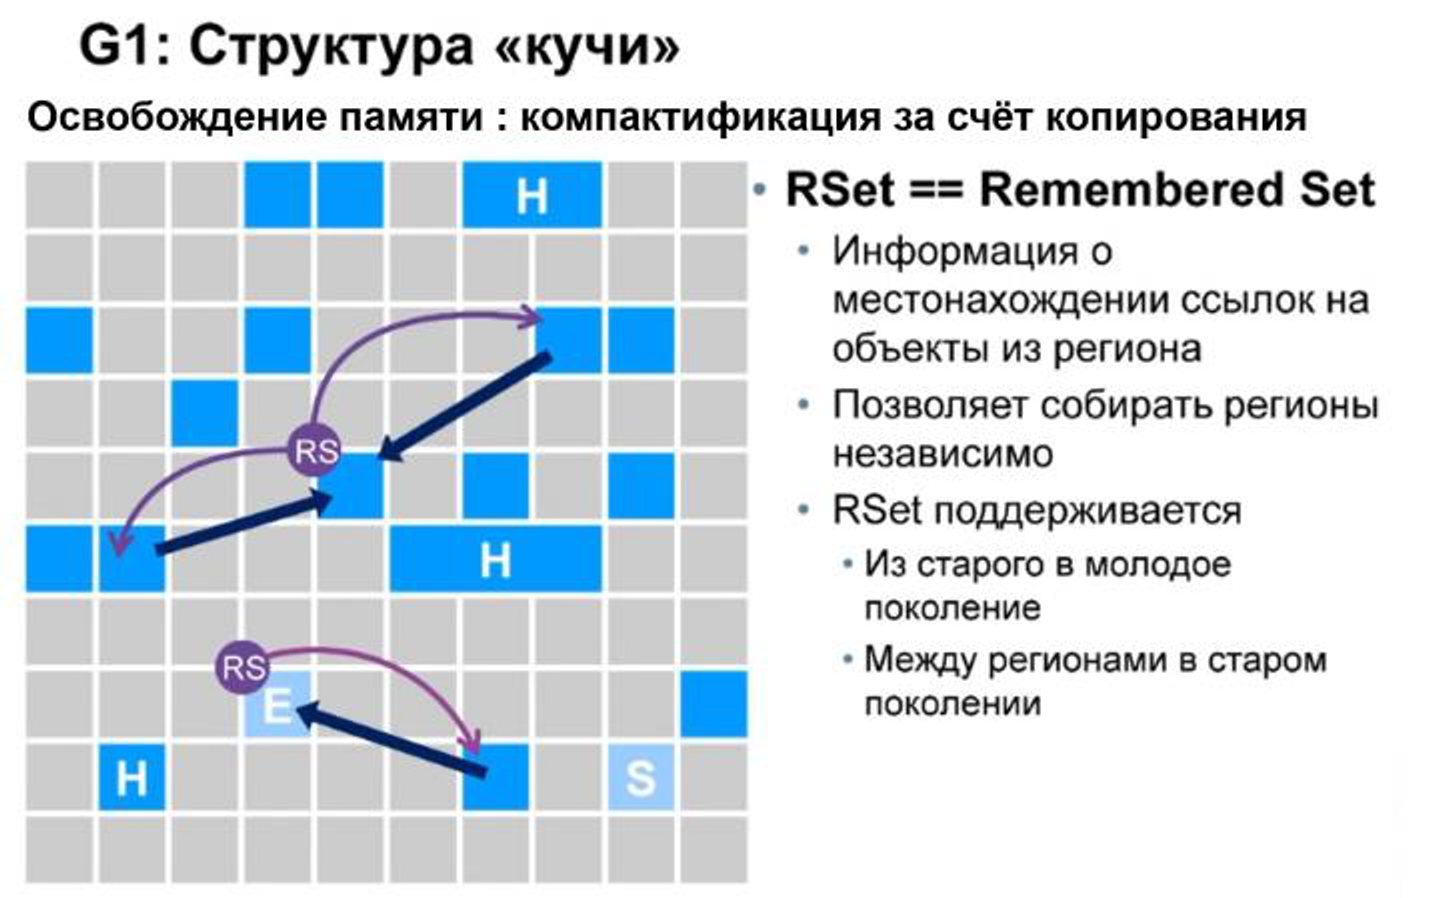 G1: Структура «кучи»
Освобождение памяти : компактификация за счёт копирования
H
RS
H
RS
E
H
S
• RSet == Remembered Set
• Информация о
местонахождении ссылок на
объекты из региона
• Позволяет собирать регионы
независимо
• RSet поддерживается
• Из старого в молодое
поколение
• Между регионами в старом
поколении